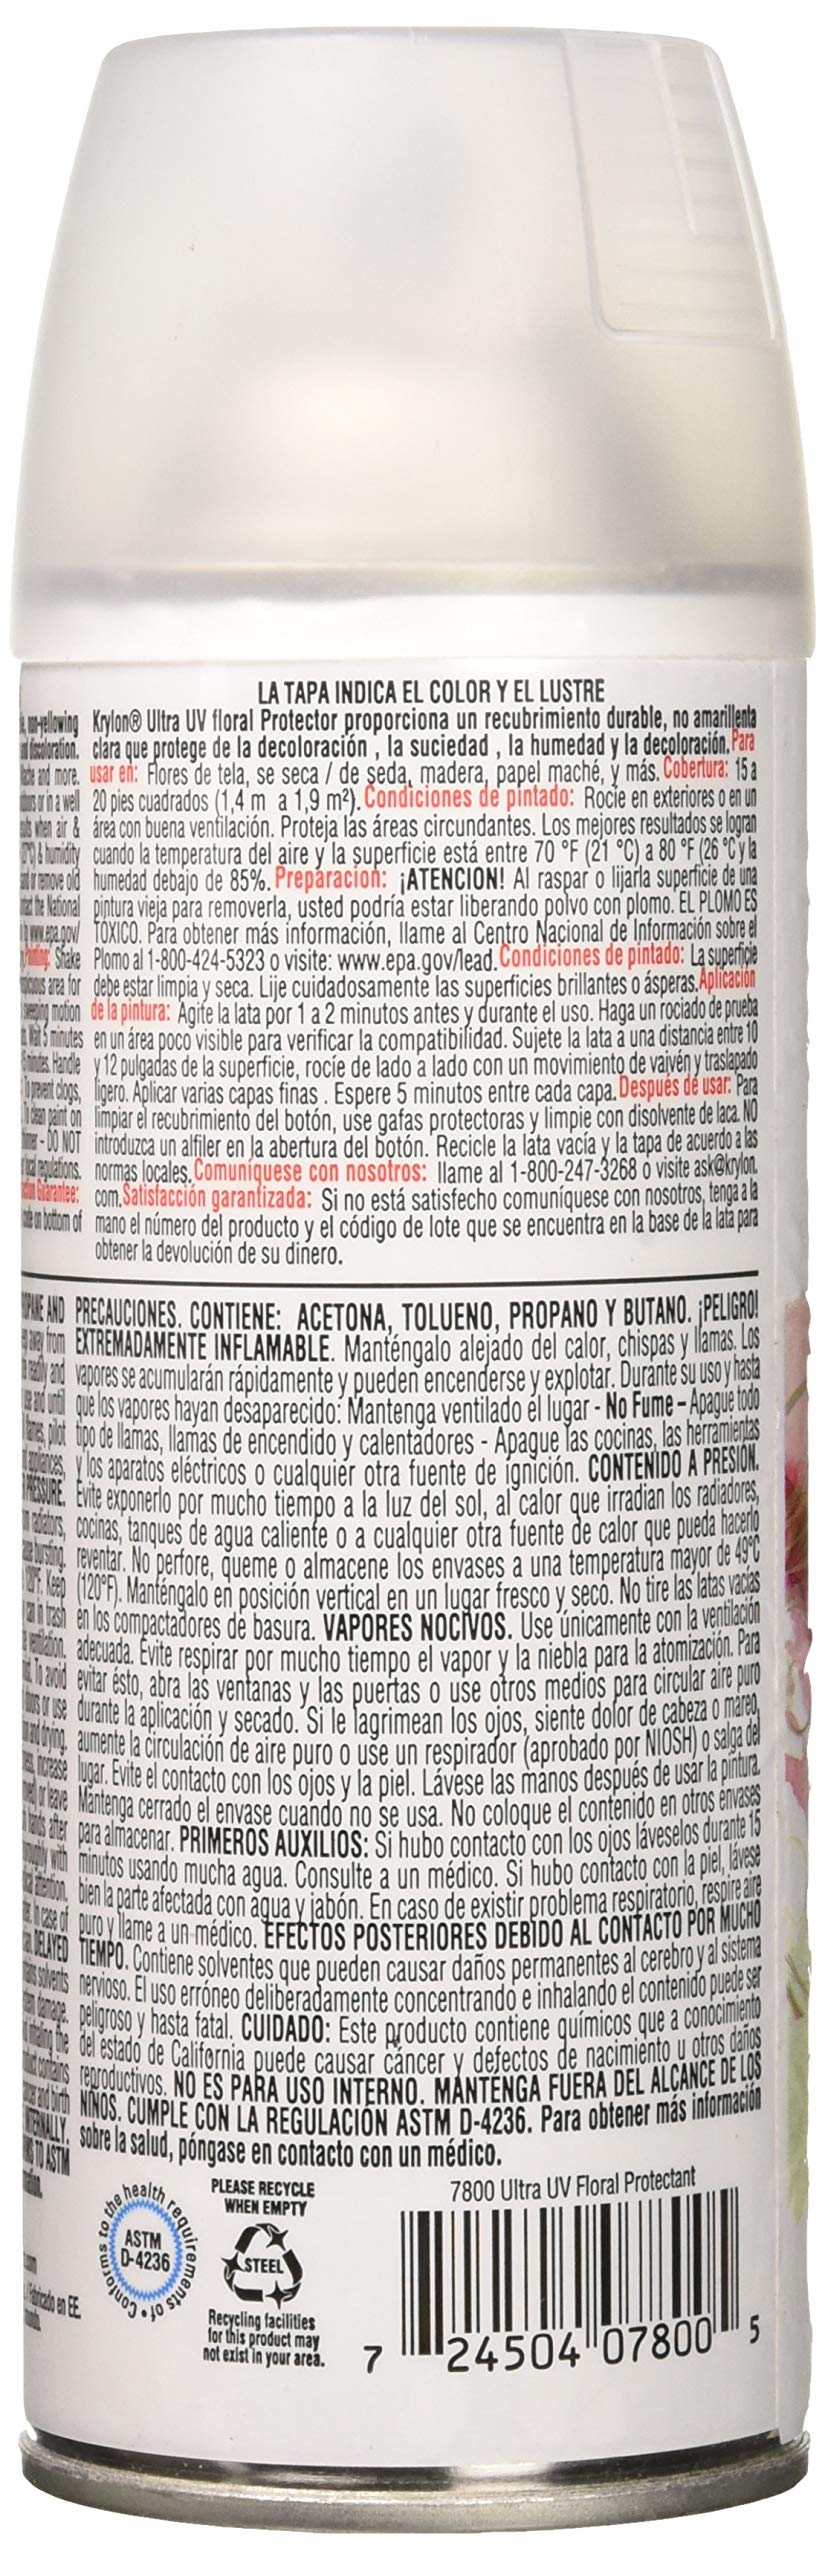 LA TAPA INDICA EL COLOR Y EL LUSTRE
Krylon® Ultra UV floral Protector proporciona un recubrimiento durable, no amarillenta
clara que protege de la decoloración , la suciedad , la humedad y la decoloración. Para
usar en: Flores de tela, se seca / de seda, madera, papel maché, y más. Cobertura: 15 a
20 pies cuadrados (1,4 m a 1,9 m²). Condiciones de pintado: Rocíe en exteriores o en un
área con buena ventilación. Proteja las áreas circundantes. Los mejores resultados se logran
cuando la temperatura del aire y la superficie está entre 70 °F (21 °C) a 80 °F (26 °C y la
humedad debajo de 85%. Preparación: ¡ATENCION! Al raspar o lijarla superficie de una
pintura vieja para removerla, usted podría estar liberando polvo con plomo. EL PLOMO ES
TOXICO. Para obtener más información, llame al Centro Nacional de Información sobre el
Plomo al 1-800-424-5323 o visite: www.epa.gov/lead. Condiciones de pintado: La superficie
debe estar limpia y seca. Lije cuidadosamente las superficies brillantes o ásperas. Aplicación
de la pintura: Agite la lata por 1 a 2 minutos antes y durante el uso. Haga un rociado de prueba
en un área poco visible para verificar la compatibilidad. Sujete la lata a una distancia entre 10
y 12 pulgadas de la superficie, rocíe de lado a lado con un movimiento de vaivén y traslapado
ligero. Aplicar varias capas finas . Espere 5 minutos entre cada capa. Después de usar: Para
limpiar el recubrimiento del botón, use gafas protectoras y limpie con disolvente de laca. NO
introduzca un alfiler en la abertura del botón. Recicle la lata vacía y la tapa de acuerdo a las
normas locales. Comuníquese con nosotros: llame al 1-800-247-3268 o visite ask@krylon.
com. Satisfacción garantizada: Si no está satisfecho comuníquese con nosotros, tenga a la
mano el número del producto y el código de lote que se encuentra en la base de la lata para
obtener la devolución de su dinero.
PRECAUCIONES. CONTIENE: ACETONA, TOLUENO, PROPANO Y BUTANO. ¡PELIGRO!
EXTREMADAMENTE INFLAMABLE. Manténgalo alejado del calor, chispas y llamas. Los
vapores se acumularán rápidamente y pueden encenderse y explotar. Durante su uso y hasta
que los vapores hayan desaparecido: Mantenga ventilado el lugar - No Fume – Apague todo
tipo de llamas, llamas de encendido y calentadores - Apague las cocinas, las herramientas
y los aparatos eléctricos o cualquier otra fuente de ignición. CONTENIDO A PRESIÓN.
Evite exponerlo por mucho tiempo a la luz del sol, al calor que irradian los radiadores,
cocinas, tanques de agua caliente o a cualquier otra fuente de calor que pueda hacerlo
reventar. No perfore, queme o almacene los envases a una temperatura mayor de 49°C
(120°F). Manténgalo en posición vertical en un lugar fresco y seco. No tire las latas vacías
en los compactadores de basura. VAPORES NOCIVOS. Use únicamente con la ventilación
adecuada. Evite respirar por mucho tiempo el vapor y la niebla para la atomización. Para
evitar ésto, abra las ventanas y las puertas o use otros medios para circular aire puro
durante la aplicación y secado. Si le lagrimean los ojos, siente dolor de cabeza o mareo,
aumente la circulación de aire puro o use un respirador (aprobado por NIOSH) o salga del
lugar. Evite el contacto con los ojos y la piel. Lávese las manos después de usar la pintura.
Mantenga cerrado el envase cuando no se usa. No coloque el contenido en otros envases
para almacenar. PRIMEROS AUXILIOS: Si hubo contacto con los ojos láveselos durante 15
minutos usando mucha agua. Consulte a un médico. Si hubo contacto con la piel, lávese
bien la parte afectada con agua y jabón. En caso de existir problema respiratorio, respire aire
puro y llame a un médico. EFECTOS POSTERIORES DEBIDO AL CONTACTO POR MUCHO
TIEMPO. Contiene solventes que pueden causar daños permanentes al cerebro y al sistema
nervioso. El uso erróneo deliberadamente concentrando e inhalando el contenido puede ser
peligroso y hasta fatal. CUIDADO: Este producto contiene químicos que a conocimiento
del estado de California puede causar cáncer y defectos de nacimiento u otros daños
reproductivos. NO ES PARA USO INTERNO. MANTENGA FUERA DEL ALCANCE DE LOS
NIÑOS. CUMPLE CON LA REGULACIÓN ASTM D-4236. Para obtener más información
sobre la salud, póngase en contacto con un médico.
Conforms to the health requirements of
ASTM
D-4236
PLEASE RECYCLE
WHEN EMPTY
STEEL
Recycling facilities
for this product may
not exist in your area.
7800 Ultra UV Floral Protectant
7 24504 07800 5